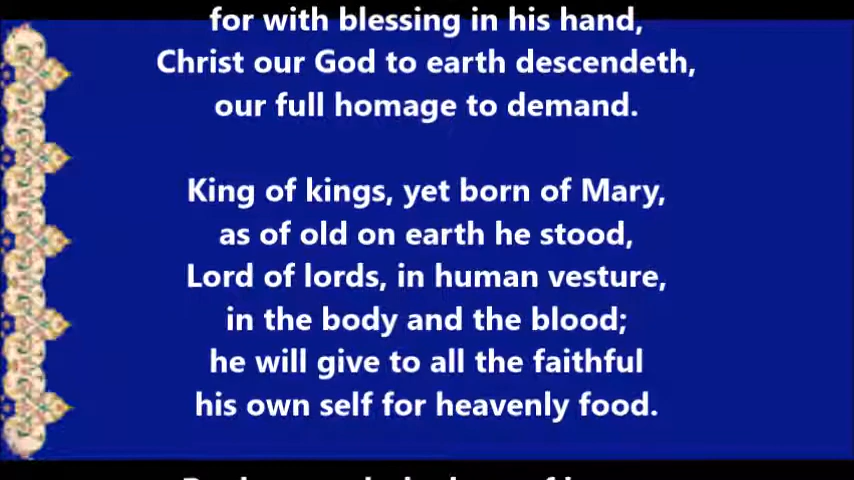 for with blessing in his hand,
Christ our God to earth descendeth,
our full homage to demand.
King of kings, yet born of Mary,
as of old on earth he stood,
Lord of lords, in human vesture,
in the body and the blood;
he will give to all the faithful
his own self for heavenly food.